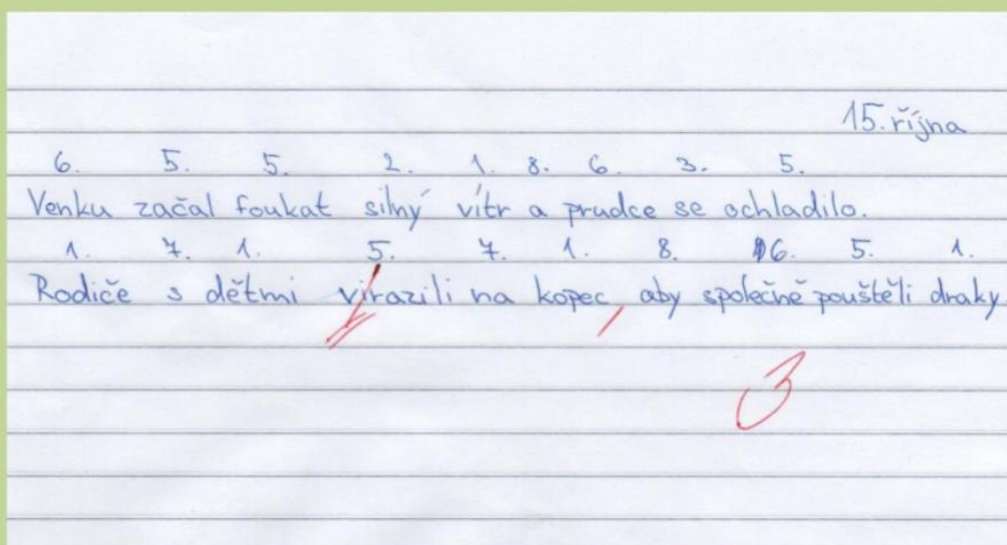 15. října
6. 5. 5. 2. 1. 8. 6. 3. 5.
Venku začal foukat silný vítr a prudce se ochladilo.
1. 7. 1. 5. 7. 1. 8. 6. 5. 1.
Rodiče s dětmi virazili na kopec, aby společně pouštěli draky
3